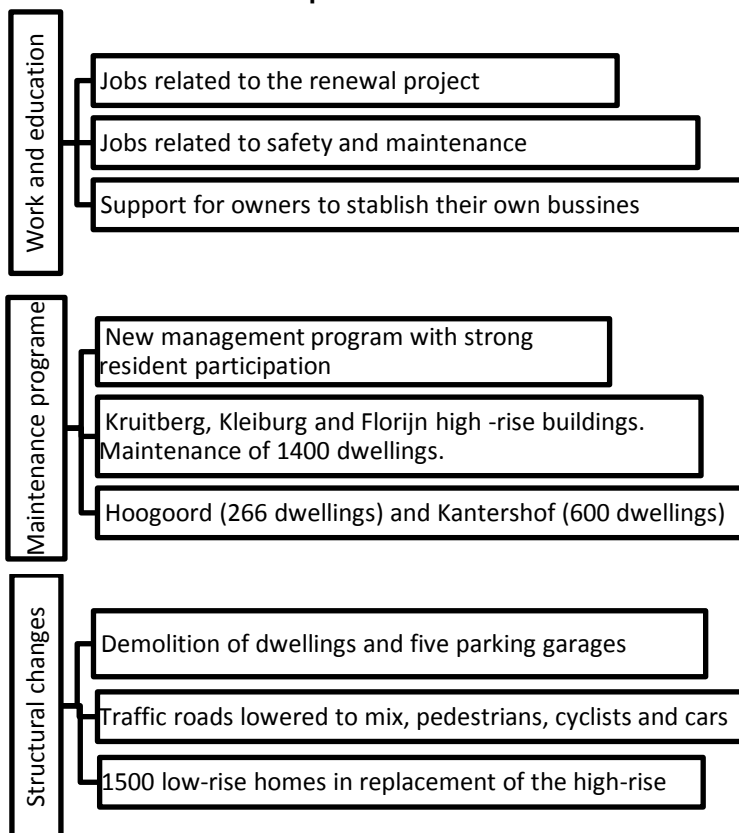 Work and education
Jobs related to the renewal project
Jobs related to safety and maintenance
Support for owners to stablish their own bussines
Maintenance programe
New management program with strong
resident participation
Kruitberg, Kleiburg and Florijn high -rise buildings.
Maintenance of 1400 dwellings.
Hoogoord (266 dwellings) and Kantershof (600 dwellings)
Structural changes
Demolition of dwellings and five parking garages
Traffic roads lowered to mix, pedestrians, cyclists and cars
1500 low-rise homes in replacement of the high-rise